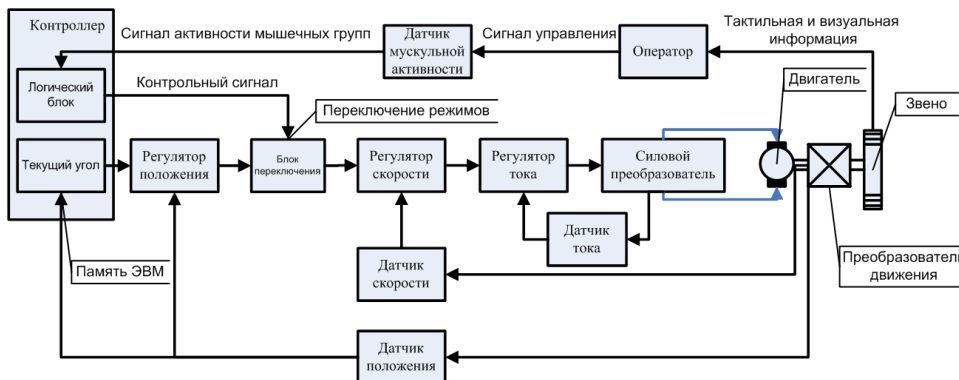 Контроллер
Сигнал активности мышечных групп
Датчик
мускульной
активности
Сигнал управления
Оператор
Тактильная и визуальная
информация
Логический
блок
Контрольный сигнал
Переключение режимов
Двигатель
Звено
Текущий угол
Регулятор
положения
Блок
переключения
Регулятор
скорости
Регулятор
тока
Силовой
преобразователь
Датчик
тока
Память ЭВМ
Датчик
скорости
Преобразователь
движения
Датчик
положения